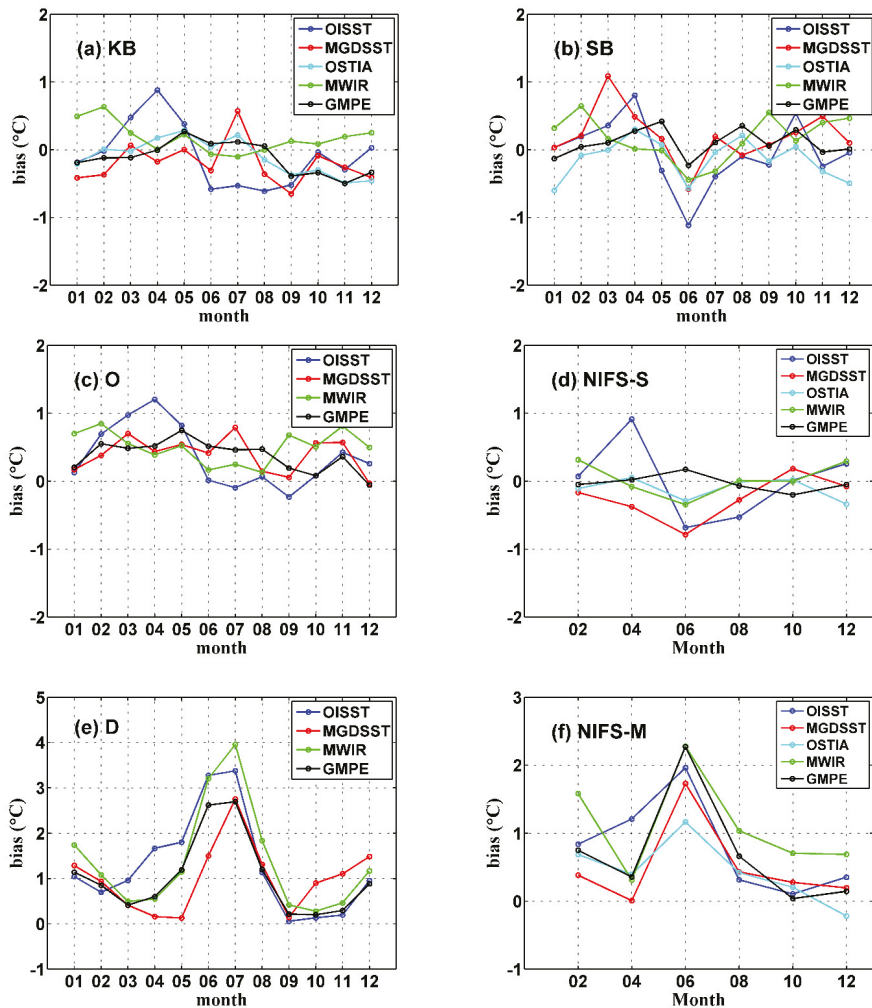 (a) KB
OISST
MGDSST
OSTIA
MWIR
GMPE
2
1
0
-1
-2
bias (°C)
01 02 03 04 05 06 07 08 09 10 11 12
month
(b) SB
OISST
MGDSST
OSTIA
MWIR
GMPE
2
1
0
-1
-2
bias (°C)
01 02 03 04 05 06 07 08 09 10 11 12
month
(c) O
OISST
MGDSST
MWIR
GMPE
2
1
0
-1
-2
bias (°C)
01 02 03 04 05 06 07 08 09 10 11 12
month
(d) NIFS-S
OISST
MGDSST
OSTIA
MWIR
GMPE
2
1
0
-1
-2
bias (°C)
02 04 06 08 10 12
Month
(e) D
OISST
MGDSST
MWIR
GMPE
5
4
3
2
1
0
-1
bias (°C)
01 02 03 04 05 06 07 08 09 10 11 12
month
(f) NIFS-M
OISST
MGDSST
OSTIA
MWIR
GMPE
3
2
1
0
-1
bias (°C)
02 04 06 08 10 12
Month